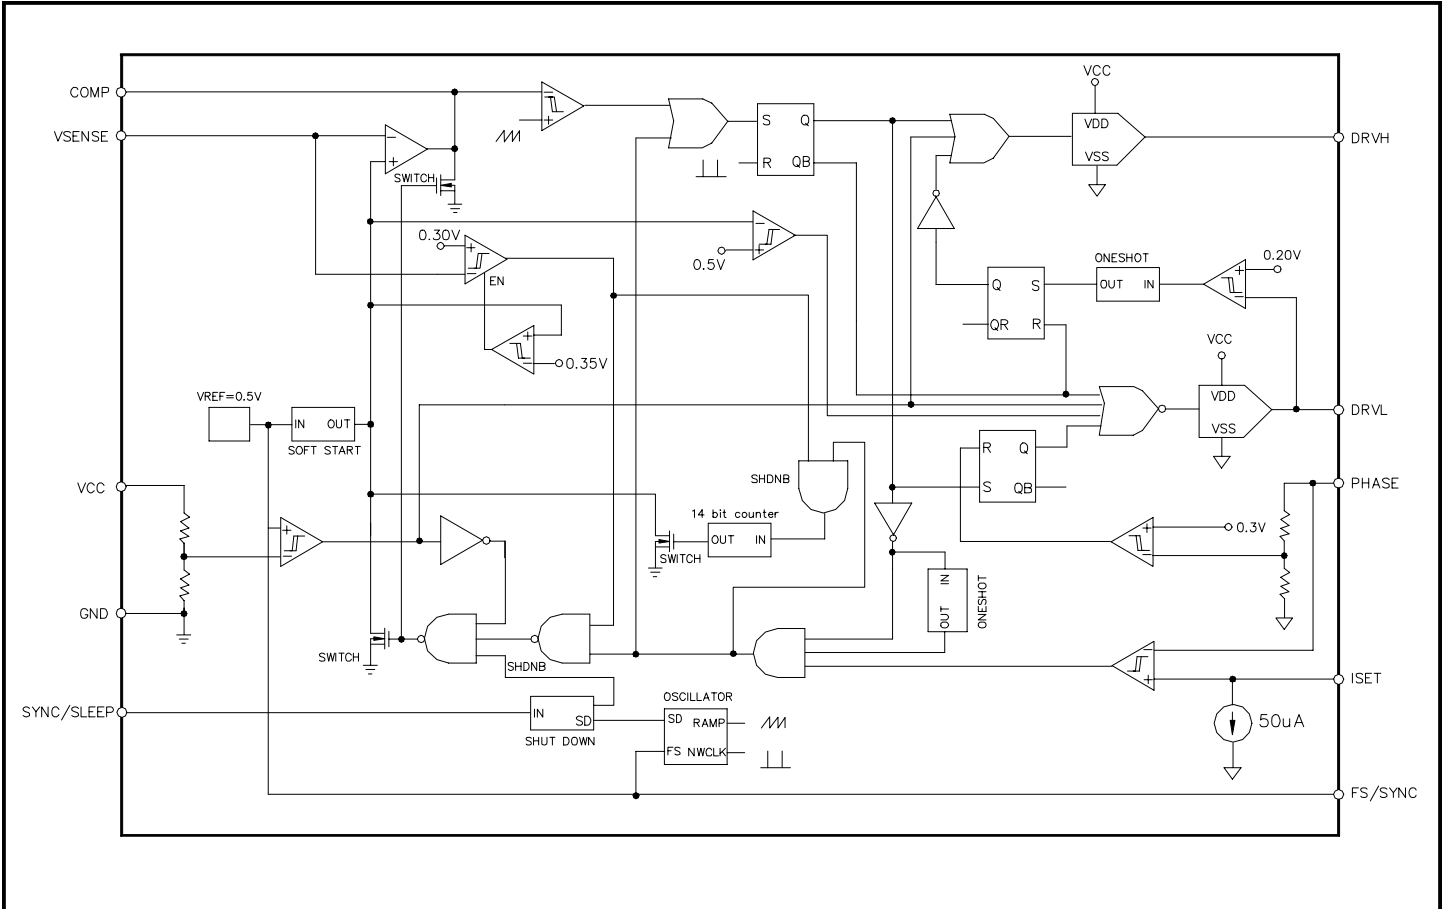 VCC
COMP
S
Q
VDD
VSENSE
DRVH
R
QB
VSS
SWITCH
0.30V
0.5V
EN
ONESHOT
0.20V
Q
S
OUT
IN
QR
R
0.35V
VCC
VREF=0.5V
VDD
IN
OUT
DRVL
VSS
SOFT START
R
Q
SHDNB
VCC
S
QB
PHASE
14 bit counter
0.3V
OUT
IN
SWITCH
IN
ONESHOT
OUT
GND
SWITCH
SHDNB
ISET
OSCILLATOR
SYNC/SLEEP
IN
SD
SD
RAMP
50uA
SHUT DOWN
FS
NWCLK
FS/SYNC